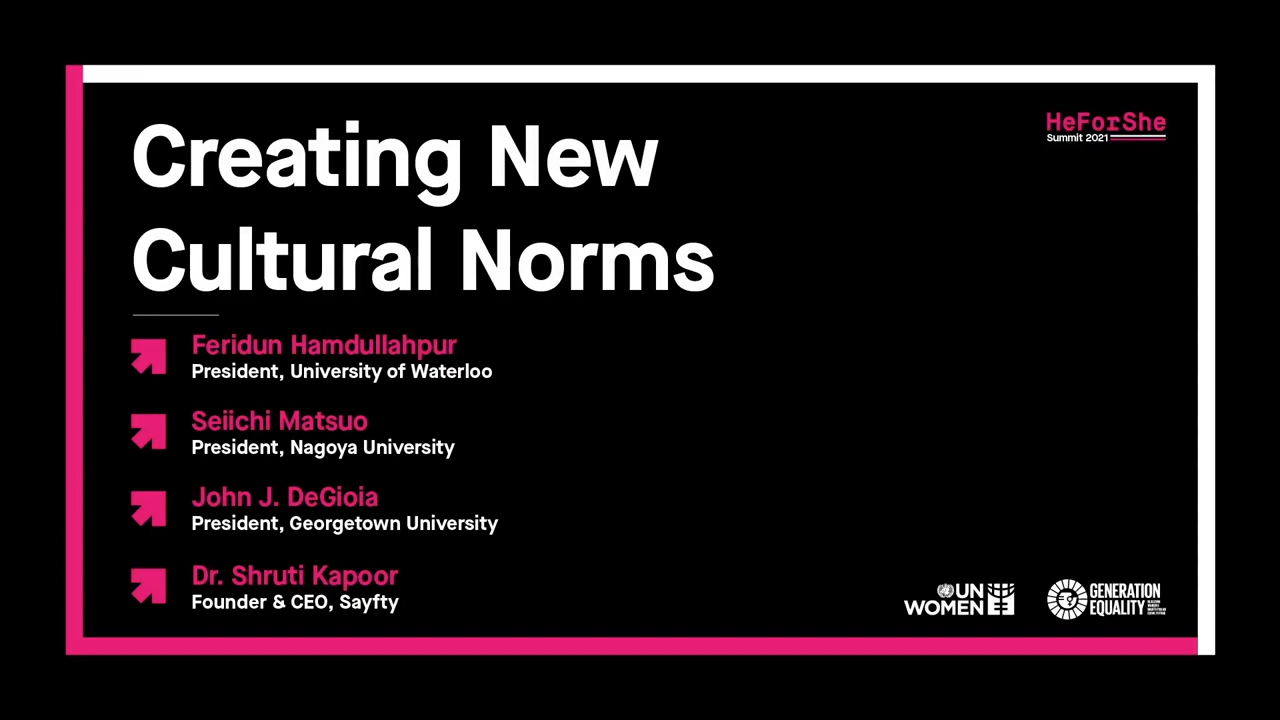 Creating New
Cultural Norms
HeForShe
Summit 2021
Feridun Hamdullahpur
President, University of Waterloo
Seiichi Matsuo
President, Nagoya University
John J. DeGioia
President, Georgetown University
Dr. Shruti Kapoor
Founder & CEO, Sayfty
UN
WOMEN
GENERATION
EQUALITY